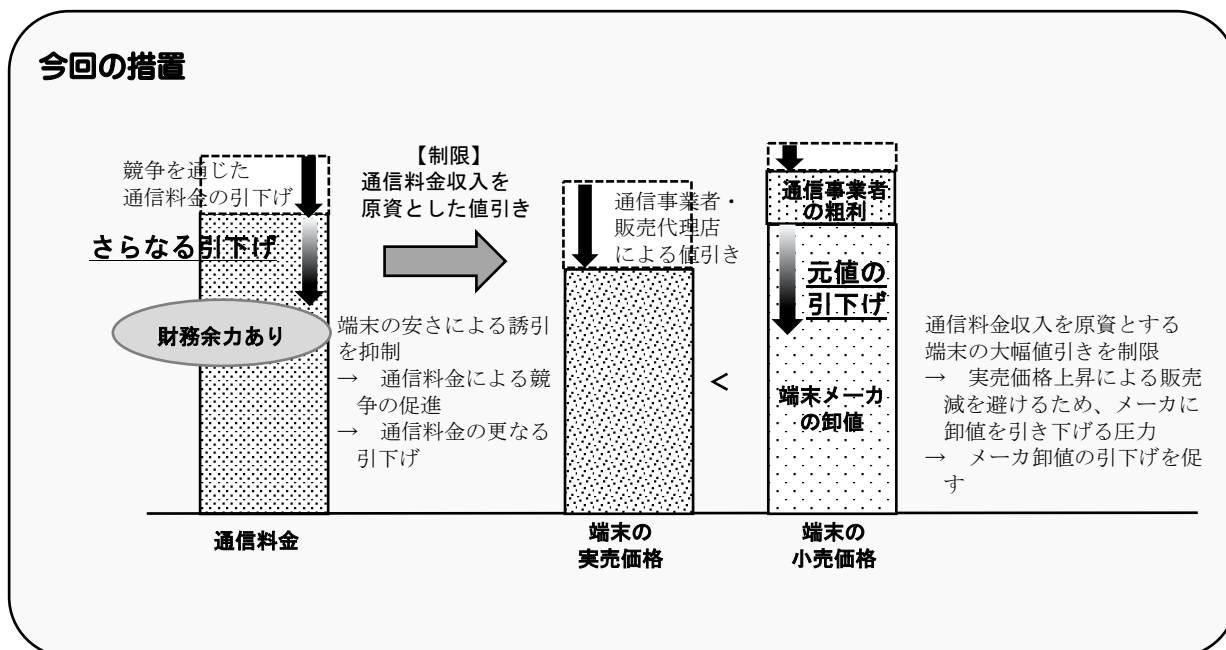 今回の措置
競争を通じた
通信料金の引下げ
さらなる引下げ
財務余力あり
【制限】
通信料金収入を
原資とした値引き
端末の安さによる誘引
を抑制
→ 通信料金による競
争の促進
→ 通信料金の更なる
引下げ
通信事業者・
販売代理店
による値引き
<
通信事業者
の粗利
元値の
引下げ
端末メーカ
の卸値
通信料金収入を原資とする
端末の大幅値引きを制限
→ 実売価格上昇による販売
減を避けるため、メーカに
卸値を引き下げる圧力
→ メーカ卸値の引下げを促
す
通信料金
端末の
実売価格
端末の
小売価格